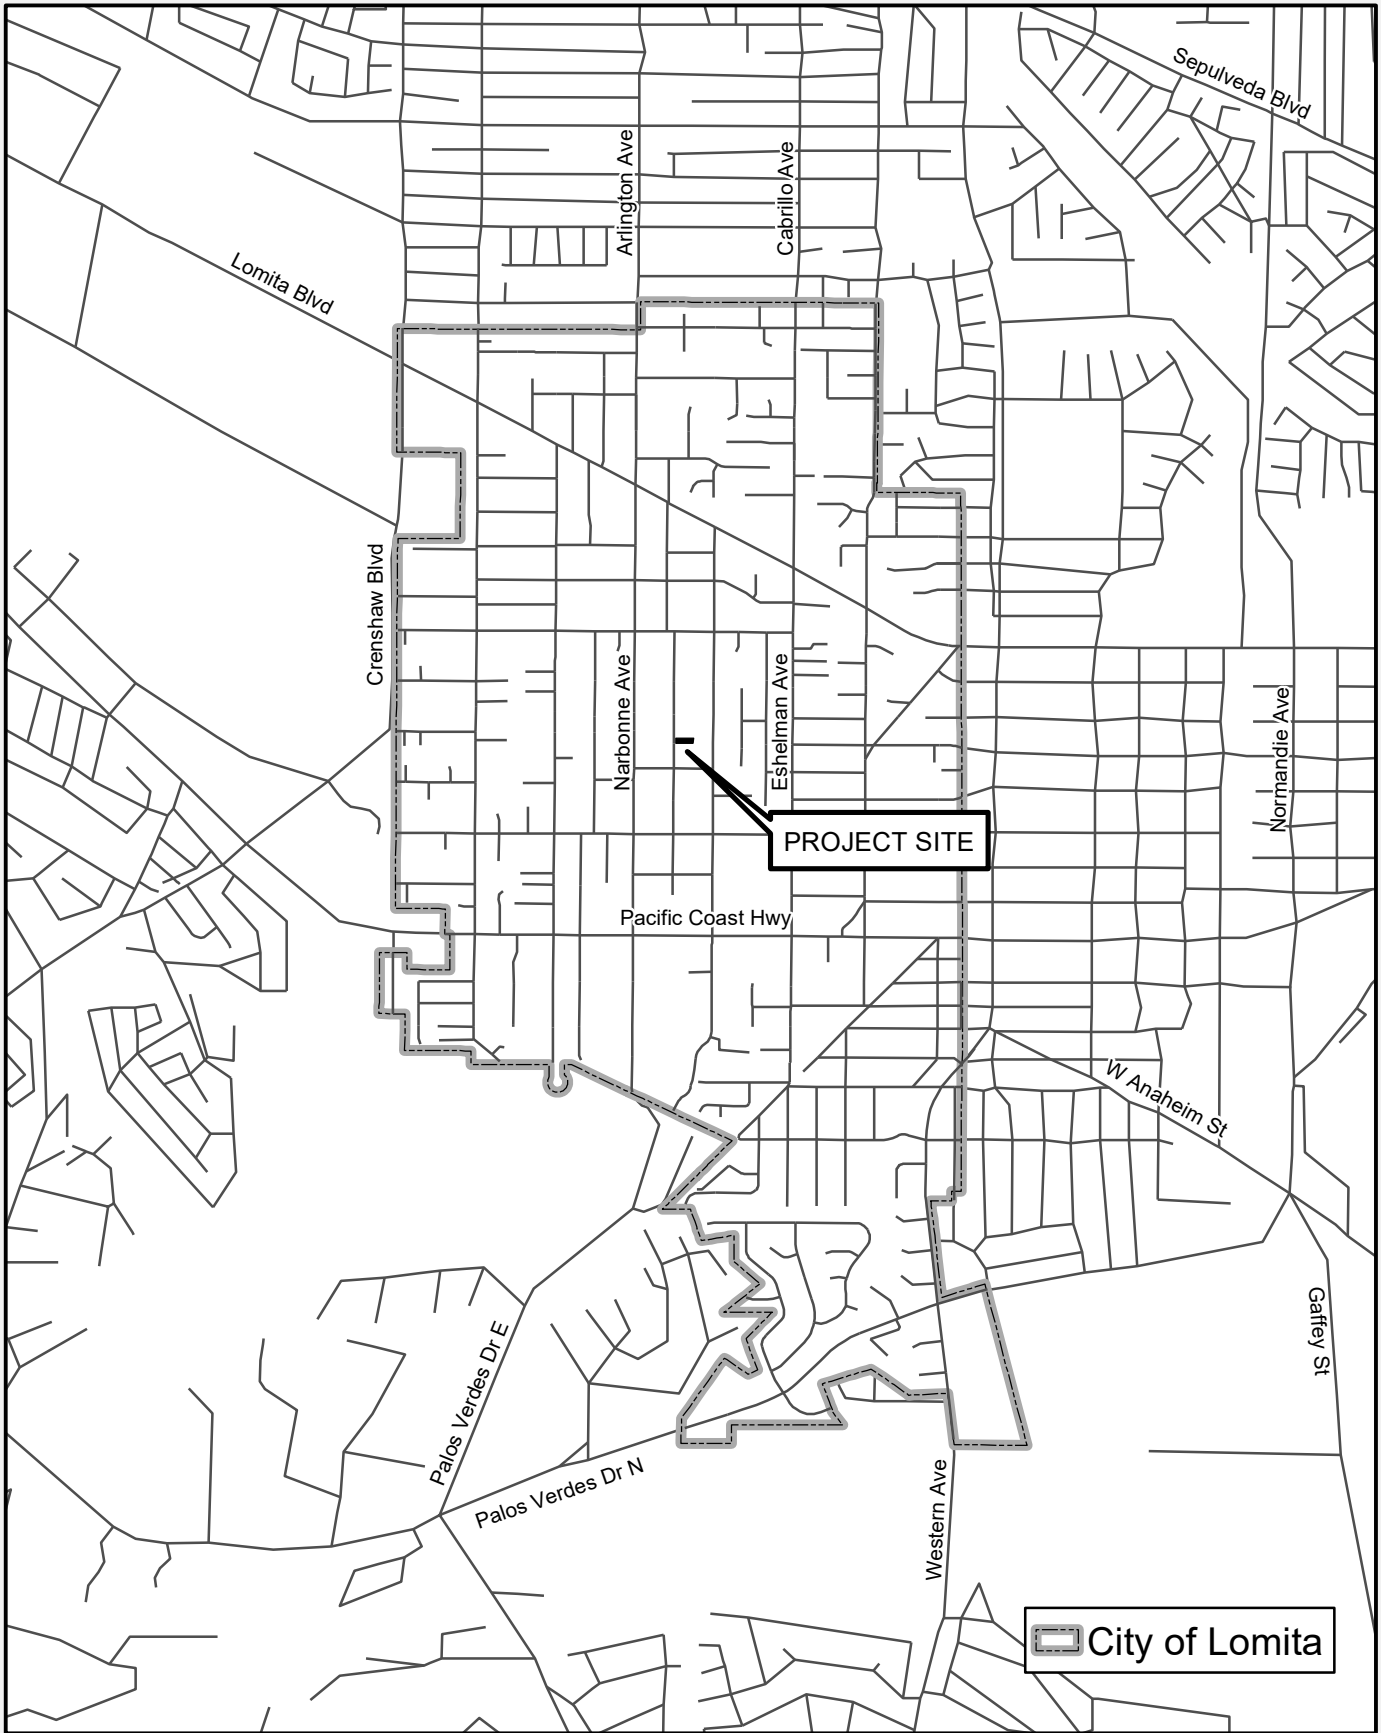 Sepulveda Blvd
Arlington Ave
Cabrillo Ave
Lomita Blvd
Crenshaw Blvd
Narbonne Ave
Eshelman Ave
Normandie Ave
PROJECT SITE
Pacific Coast Hwy
W Anaheim St
Gaffey St
Palos Verdes Dr E
Palos Verdes Dr N
Western Ave
City of Lomita